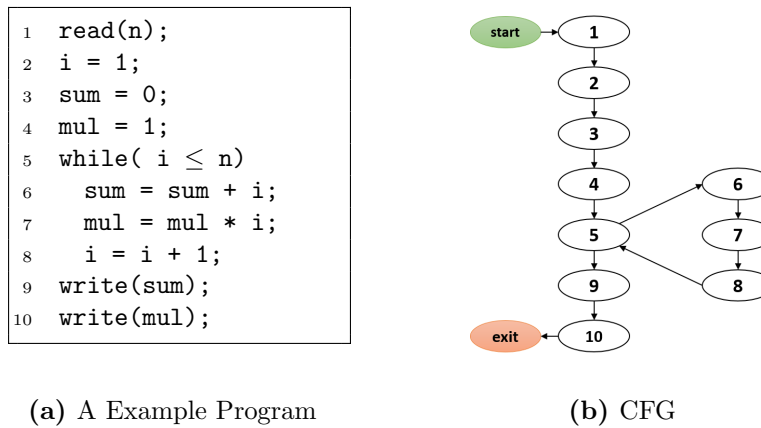 1 read(n);
2 i = 1;
3 sum = 0;
4 mul = 1;
5 while( i ≤ n)
6 sum = sum + i;
7 mul = mul * i;
8 i = i + 1;
9 write(sum);
10 write(mul);
(a) A Example Program
start
1
2
3
4
5
6
7
8
9
10
exit
(b) CFG